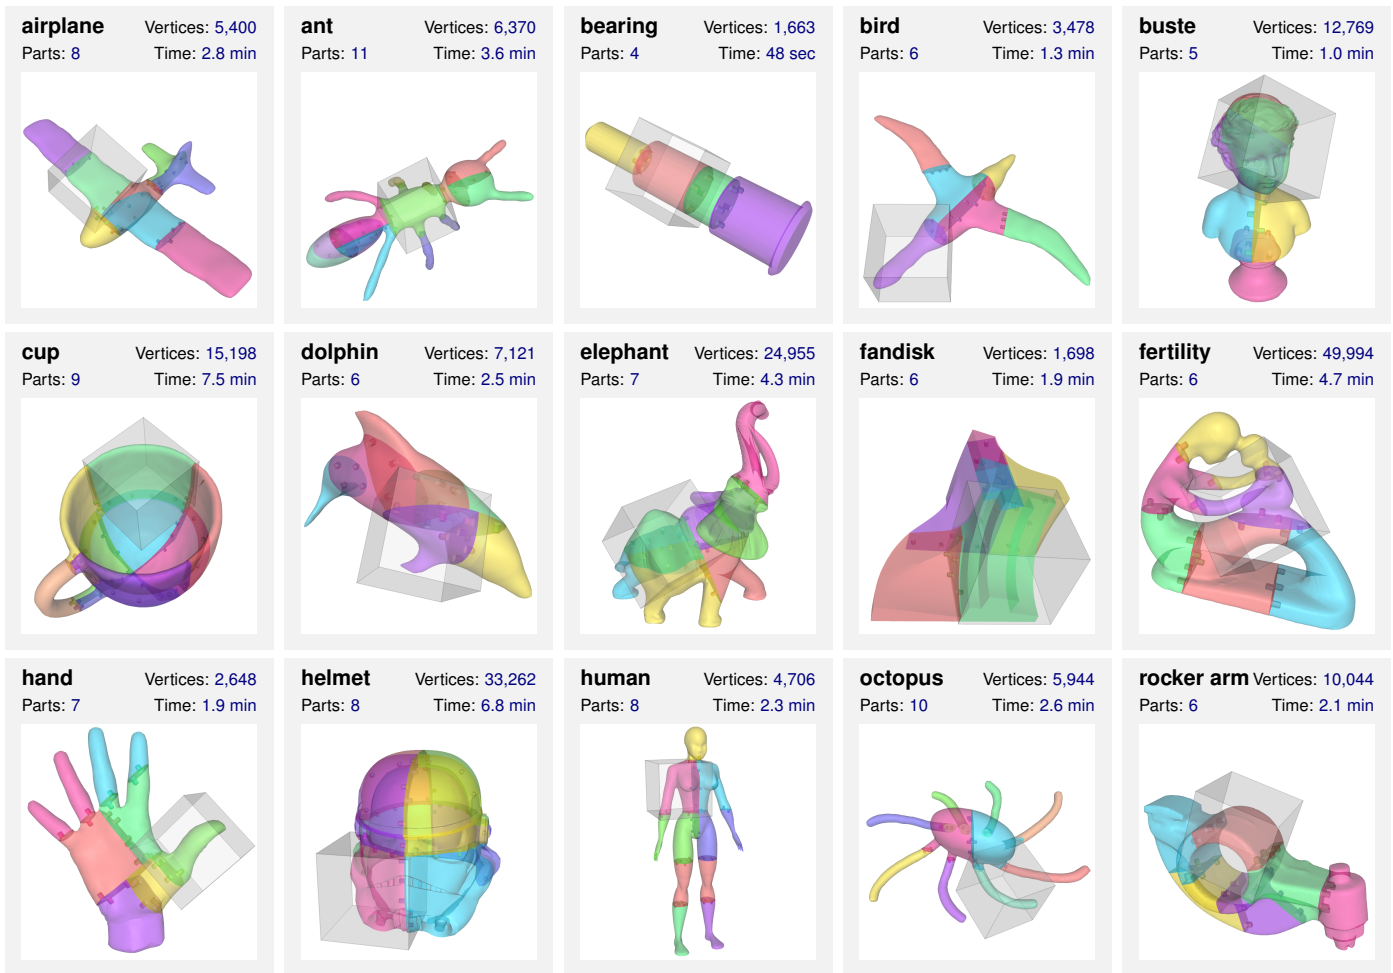 airplane Vertices: 5,400
Parts: 8 Time: 2.8 min
ant Vertices: 6,370
Parts: 11 Time: 3.6 min
bearing Vertices: 1,663
Parts: 4 Time: 48 sec
bird Vertices: 3,478
Parts: 6 Time: 1.3 min
buste Vertices: 12,769
Parts: 5 Time: 1.0 min
cup Vertices: 15,198
Parts: 9 Time: 7.5 min
dolphin Vertices: 7,121
Parts: 6 Time: 2.5 min
elephant Vertices: 24,955
Parts: 7 Time: 4.3 min
fandisk Vertices: 1,698
Parts: 6 Time: 1.9 min
fertility Vertices: 49,994
Parts: 6 Time: 4.7 min
hand Vertices: 2,648
Parts: 7 Time: 1.9 min
helmet Vertices: 33,262
Parts: 8 Time: 6.8 min
human Vertices: 4,706
Parts: 8 Time: 2.3 min
octopus Vertices: 5,944
Parts: 10 Time: 2.6 min
rocker arm Vertices: 10,044
Parts: 6 Time: 2.1 min